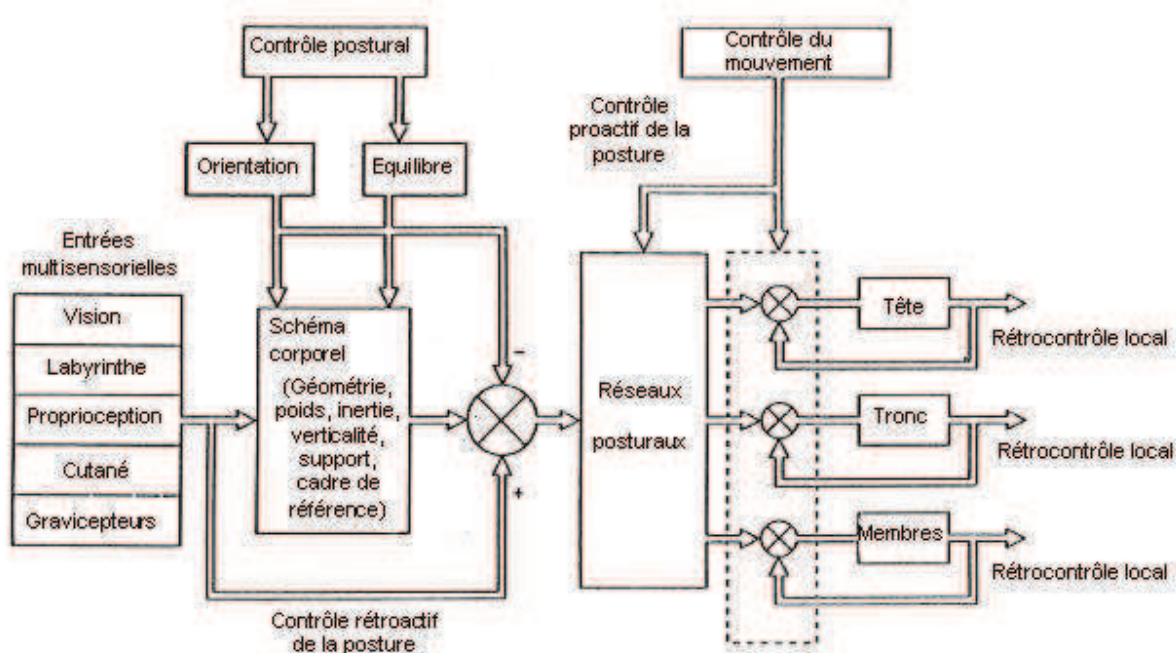 Contrôle postural
Contrôle du
mouvement
Contrôle
proactif de la
posture
Orientation
Equilibre
Entrées
multisensorielles
Vision
Labyrinthe
Proprioception
Cutané
Gravicepteurs
Schéma
corporel
(Géométrie,
poids, inertie,
verticalité,
support,
cadre de
référence)
−
+
Contrôle rétroactif
de la posture
Réseaux
posturaux
Tête
Rétrocontrôle local
Tronc
Rétrocontrôle local
Membres
Rétrocontrôle local